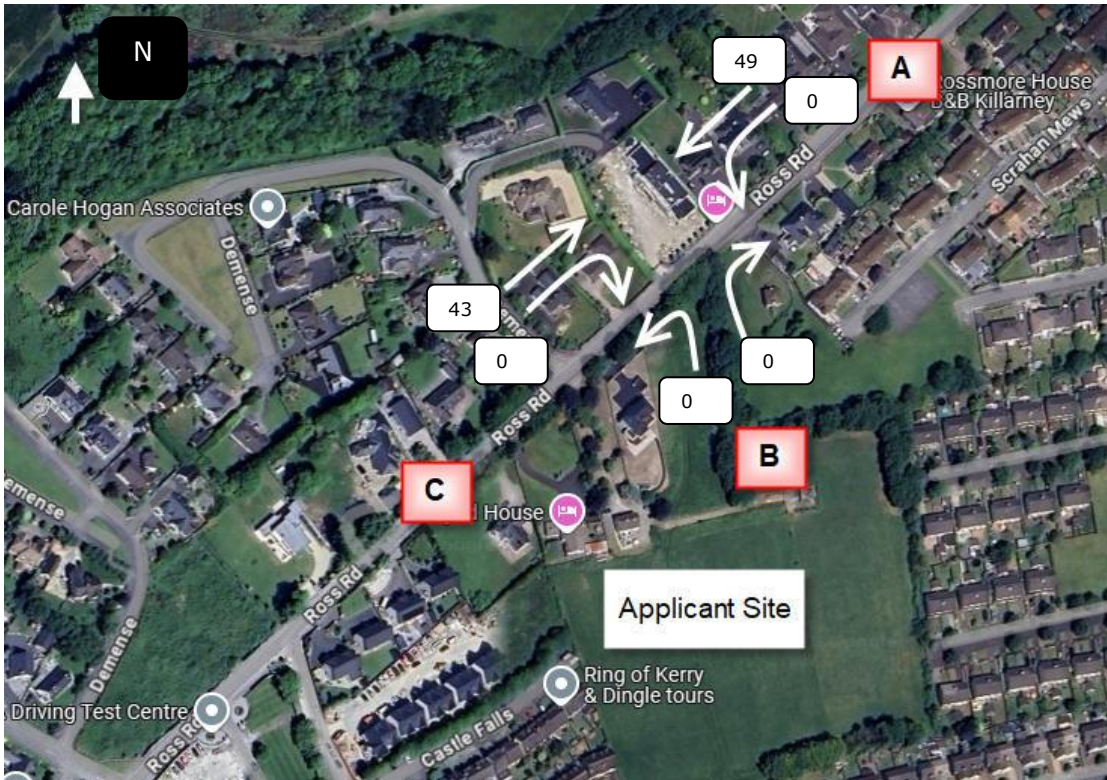 N
49
A
0
Rossmore House
B&B Killarney
Scrahan Mews
Ross Rd
Carole Hogan Associates
Demense
43
0
0
0
Ross Rd
B
C
House
Applicant Site
Ross Rd
Demense
Ring of Kerry
& Dingle tours
Driving Test Centre
Castle Falls
Ross Rd